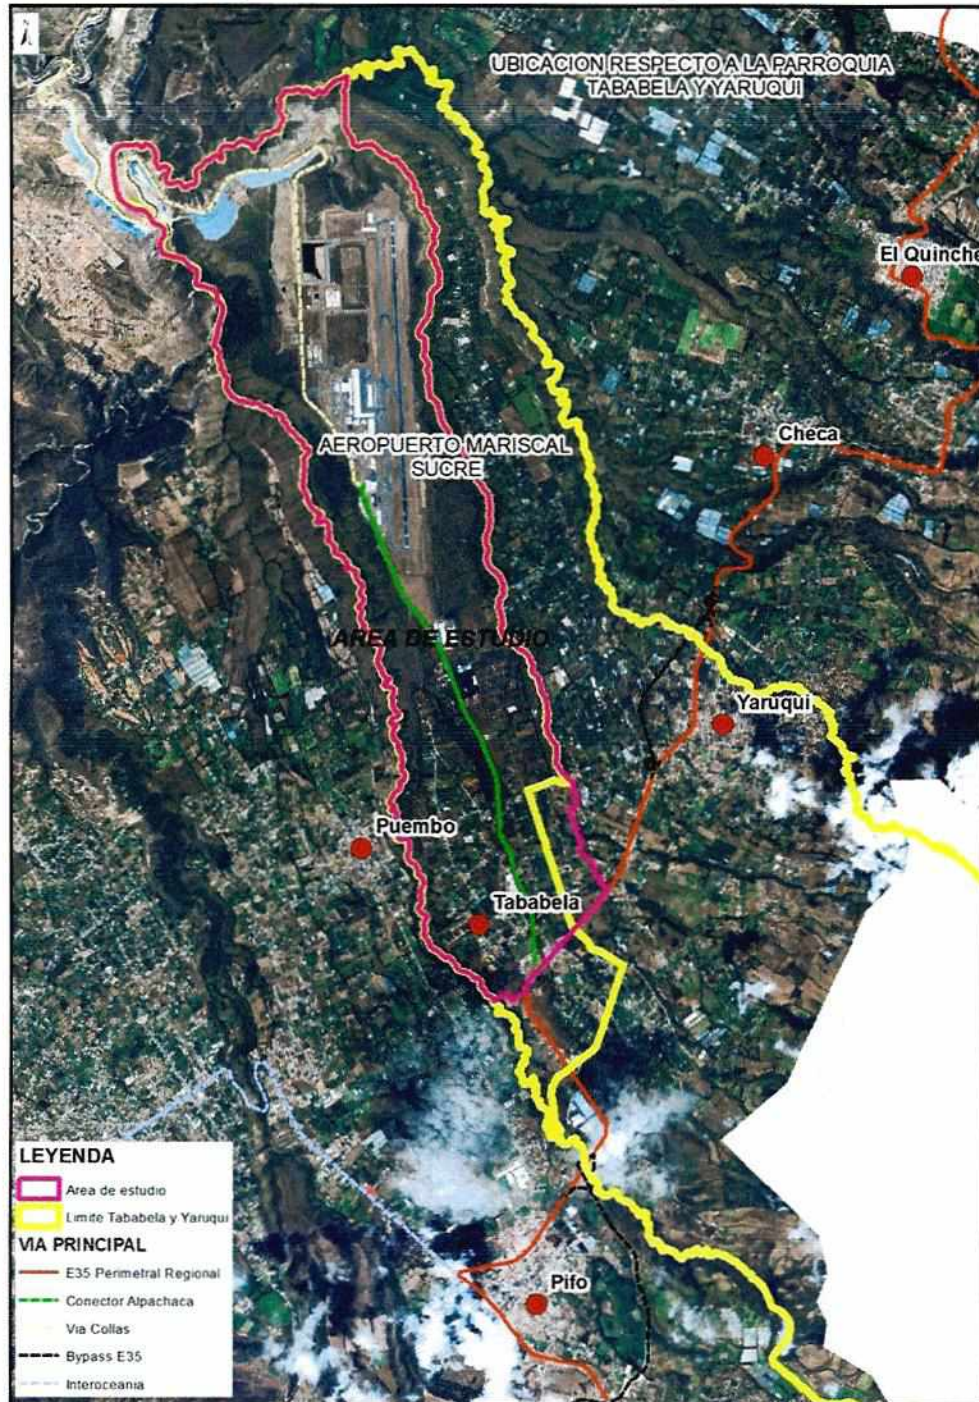 N
UBICACION RESPECTO A LA PARROQUIA
TABABELA Y YARUQUI
El Quinche
Checa
AEROPUERTO MARISCAL
SUCRE
AREA DE ESTUDIO
Yaruqui
Puembo
Tababela
LEYENDA
Area de estudio
Limite Tababela y Yaruqui
VIA PRINCIPAL
E35 Perimetral Regional
Conector Alpachaca
Via Collas
Bypass E35
Interoceania
Pifo